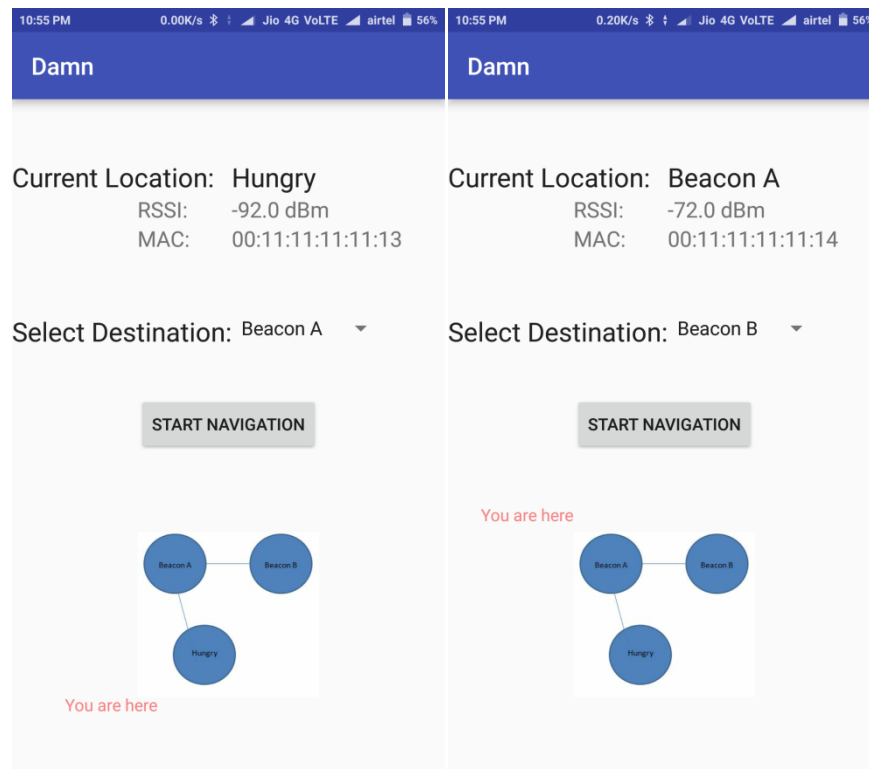 10:55 PM 0.00K/s Jio 4G VoLTE airtel 56%
Damn
Current Location: Hungry
RSSI: -92.0 dBm
MAC: 00:11:11:11:11:13
Select Destination: Beacon A
START NAVIGATION
Beacon A Beacon B
Hungry
You are here
10:55 PM 0.20K/s Jio 4G VoLTE airtel 56%
Damn
Current Location: Beacon A
RSSI: -72.0 dBm
MAC: 00:11:11:11:11:14
Select Destination: Beacon B
START NAVIGATION
You are here
Beacon A Beacon B
Hungry